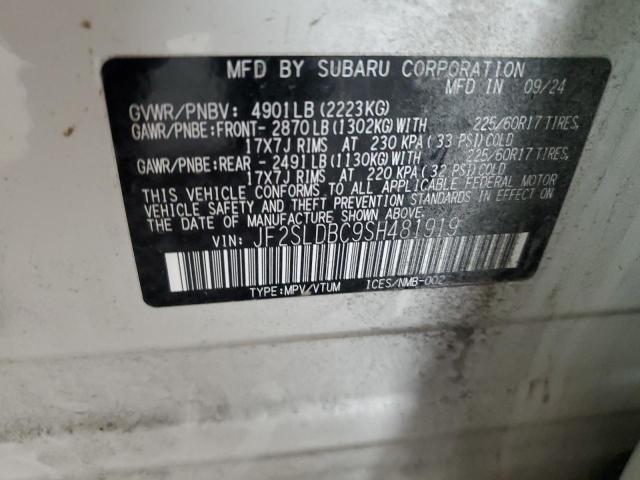 MFD BY SUBARU CORPORATION
MFD IN 09/24
GVWR/PNBV: 4901LB (2223KG)
GAWR/PNBE:FRONT- 2870LB (1302KG) WITH 225/60R17 TIRES,
17X7J RIMS AT 230 KPA ( 33 PSI) COLD
GAWR/PNBE:REAR - 2491LB (1130KG) WITH 225/60R17 TIRES,
17X7J RIMS AT 220 KPA ( 32 PSI) COLD
THIS VEHICLE CONFORMS TO ALL APPLICABLE FEDERAL MOTOR
VEHICLE SAFETY AND THEFT PREVENTION STANDARDS IN EFFECT ON
THE DATE OF MANUFACTURE SHOWN ABOVE.
VIN: JF2SLDBC9SH481919
TYPE:MPV/VTUM ICES/NMB-002